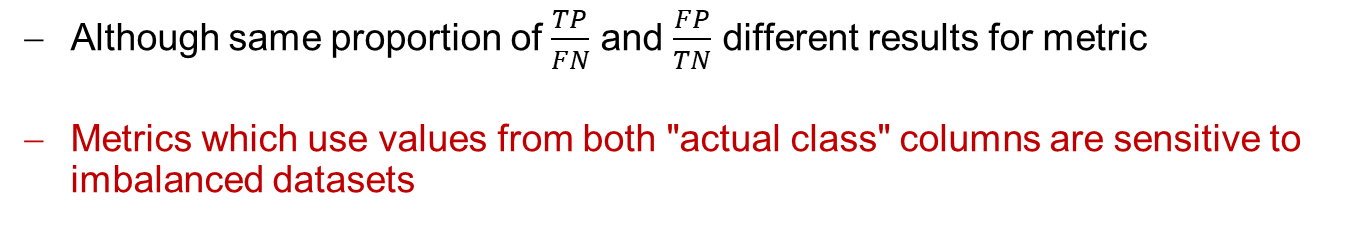 – Although same proportion of TP/FN and FP/TN different results for metric
– Metrics which use values from both "actual class" columns are sensitive to
imbalanced datasets